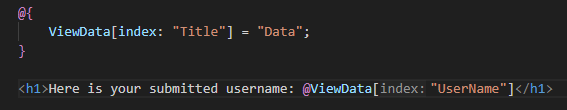 @{
ViewData[index: "Title"] = "Data";
}
<h1>Here is your submitted username: @ViewData[index:"UserName"]</h1>